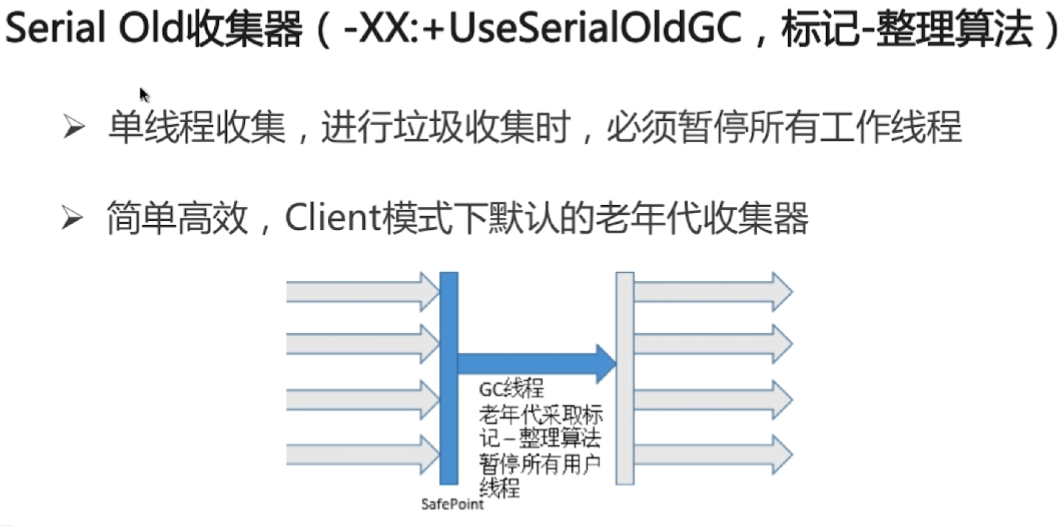 Serial Old收集器（-XX:+UseSerialOldGC，标记-整理算法）
单线程收集，进行垃圾收集时，必须暂停所有工作线程
简单高效，Client模式下默认的老年代收集器
GC线程
老年代采取标
记–整理算法
暂停所有用户
线程
SafePoint